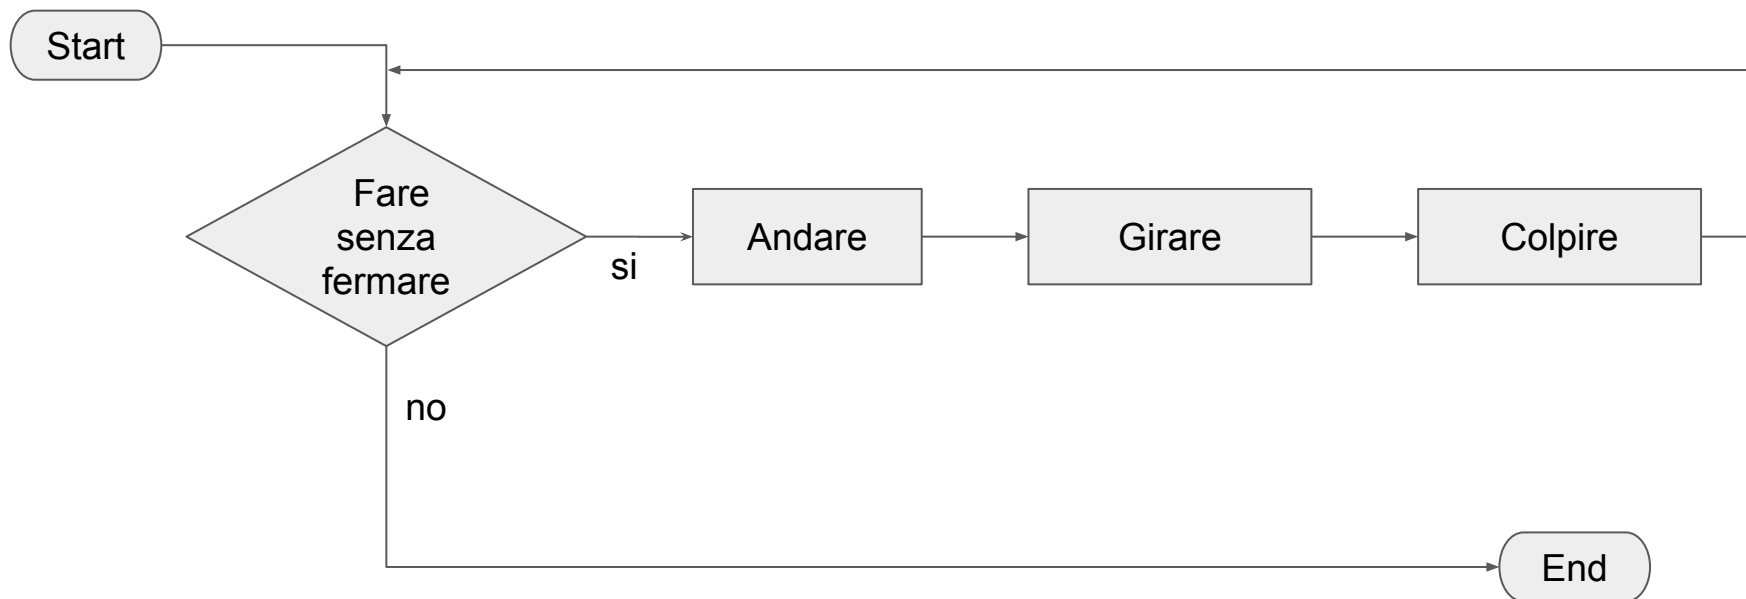 Start
Fare
senza
fermare
si
Andare
Girare
Colpire
no
End